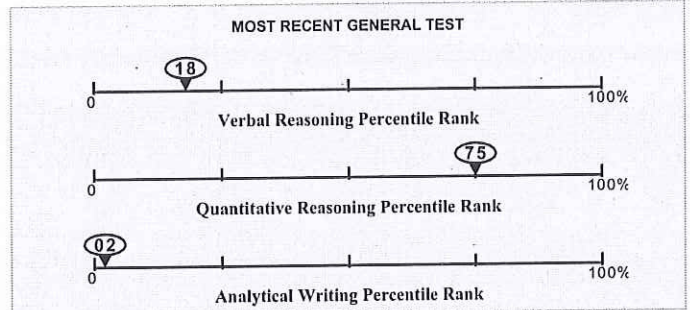 MOST RECENT GENERAL TEST
18
0 100%
Verbal Reasoning Percentile Rank
75
0 100%
Quantitative Reasoning Percentile Rank
02
0 100%
Analytical Writing Percentile Rank